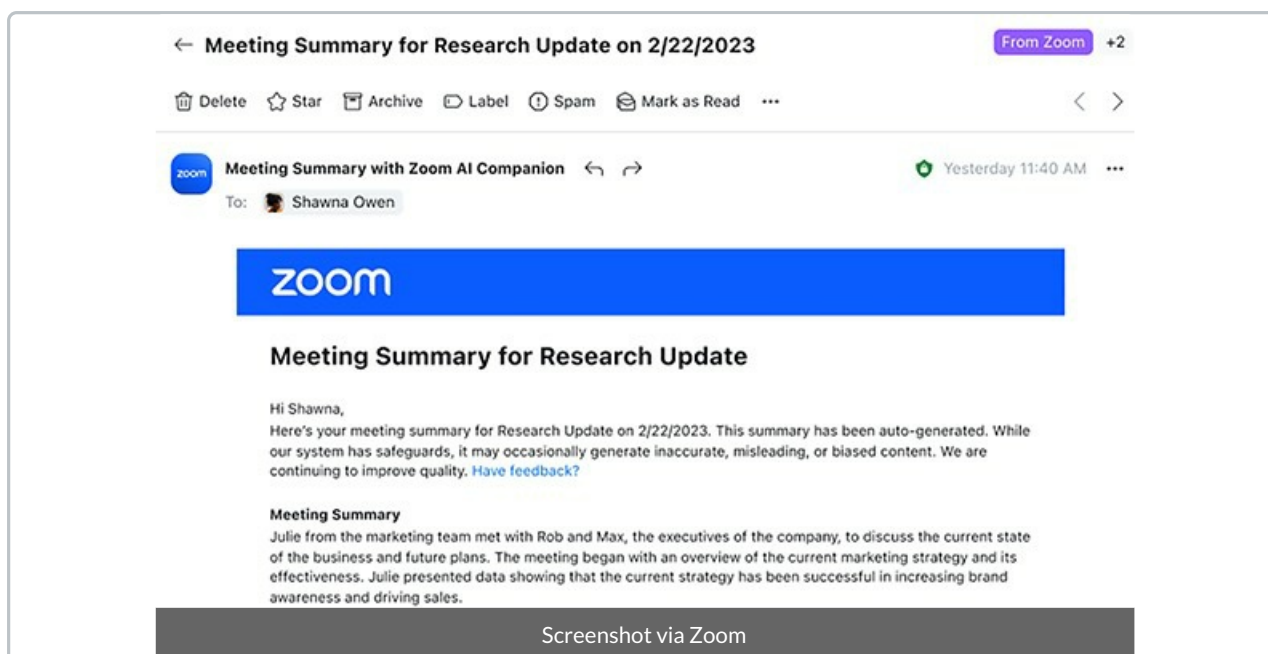 Meeting Summary for Research Update on 2/22/2023
From Zoom +2
Delete Star Archive Label Spam Mark as Read
zoom
Meeting Summary with Zoom AI Companion
Yesterday 11:40 AM
To: Shawna Owen
zoom
Meeting Summary for Research Update
Hi Shawna,
Here's your meeting summary for Research Update on 2/22/2023. This summary has been auto-generated. While
our system has safeguards, it may occasionally generate inaccurate, misleading, or biased content. We are
continuing to improve quality. Have feedback?
Meeting Summary
Julie from the marketing team met with Rob and Max, the executives of the company, to discuss the current state
of the business and future plans. The meeting began with an overview of the current marketing strategy and its
effectiveness. Julie presented data showing that the current strategy has been successful in increasing brand
awareness and driving sales.
Screenshot via Zoom